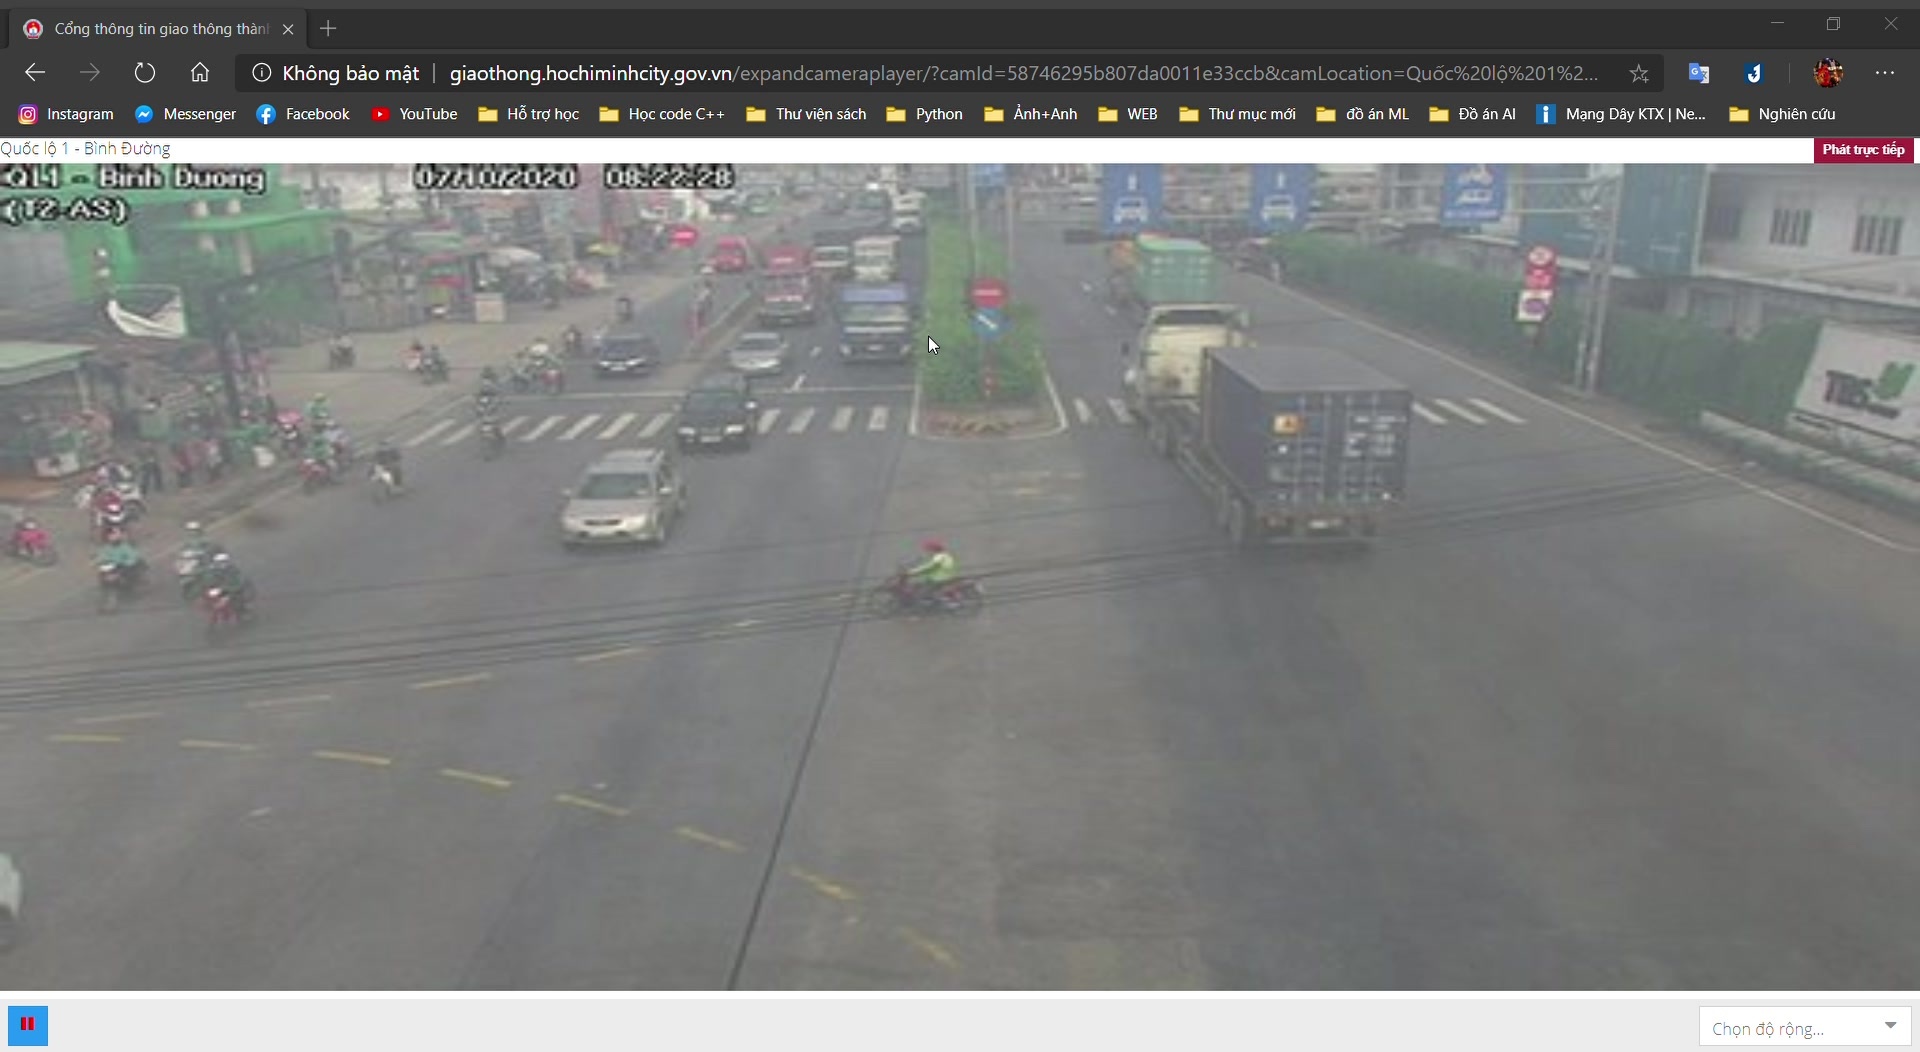 Cổng thông tin giao thông thàn
Không bảo mật
giaothong.hochiminhcity.gov.vn/expandcameraplayer/?camId=58746295b807da0011e33ccb&camLocation=Quốc%20lộ%201%2...
Instagram
Messenger
Facebook
YouTube
Hỗ trợ học
Học code C++
Thư viện sách
Python
Ảnh+Anh
WEB
Thư mục mới
đồ án ML
Đồ án AI
Mạng Dây KTX | Ne...
Nghiên cứu
Quốc lộ 1 - Bình Đường
Phát trực tiếp
QL1 - Binh Duong
07/10/2020 08:22:28
(T2-AS)
Chọn độ rộng...